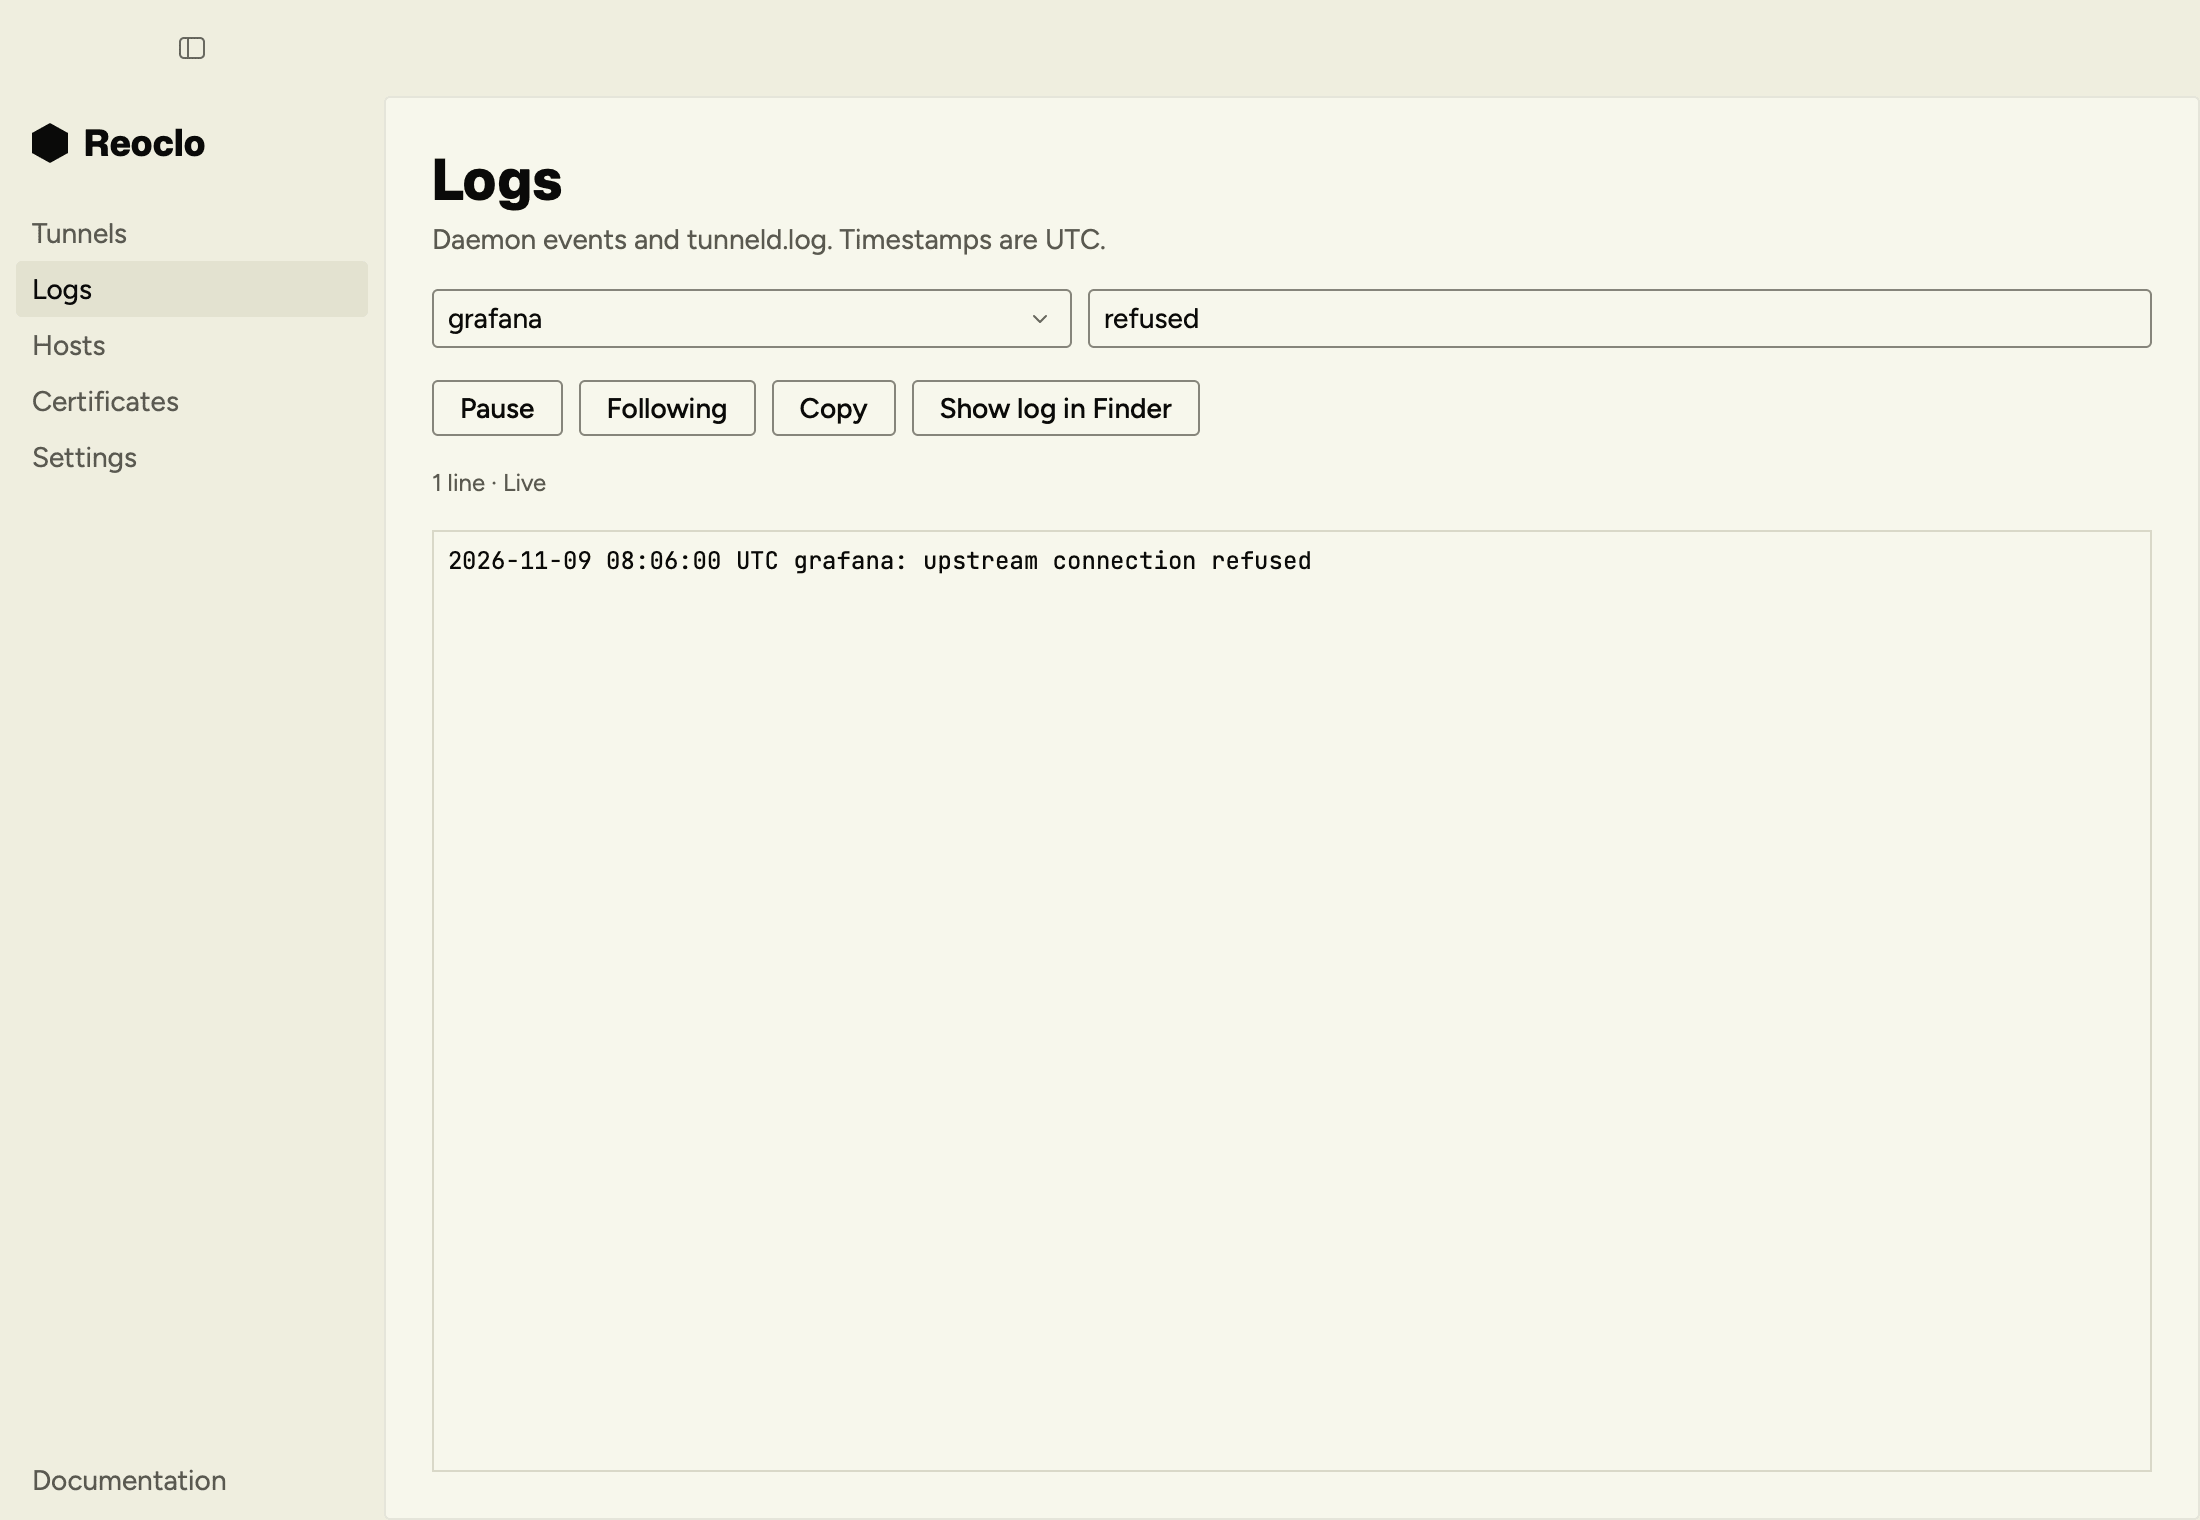 Reoclo
Tunnels
Logs
Hosts
Certificates
Settings
Documentation
Logs
Daemon events and tunneld.log. Timestamps are UTC.
grafana
refused
Pause
Following
Copy
Show log in Finder
1 line · Live
2026-11-09 08:06:00 UTC grafana: upstream connection refused